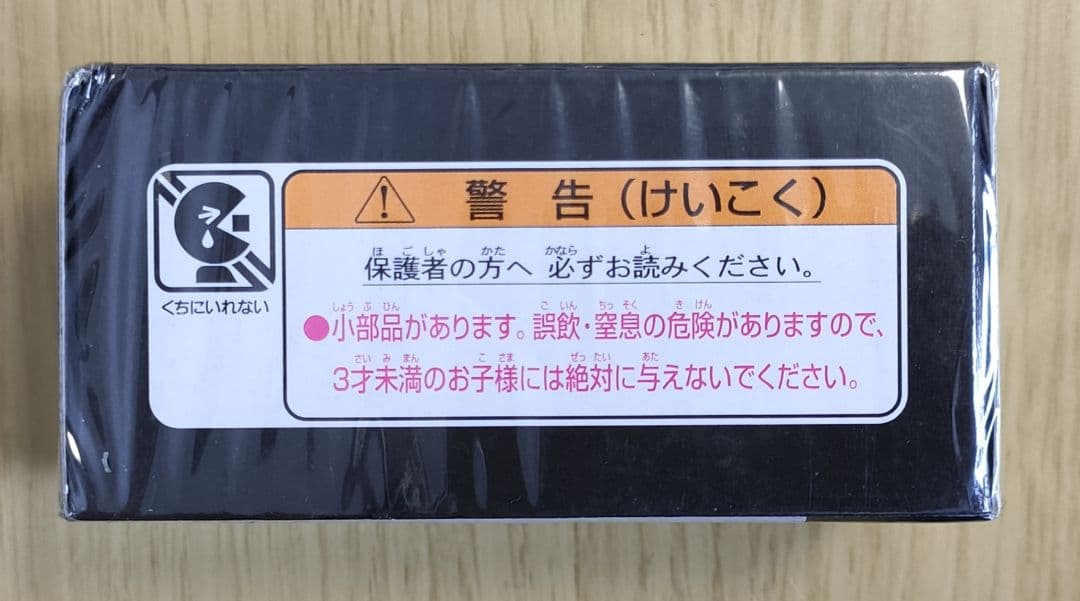 警告(けいこく)
保護者の方へ 必ずお読みください。
●小部品があります。誤飲・窒息の危険がありますので、
3才未満のお子様には絶対に与えないでください。
くちにいれない